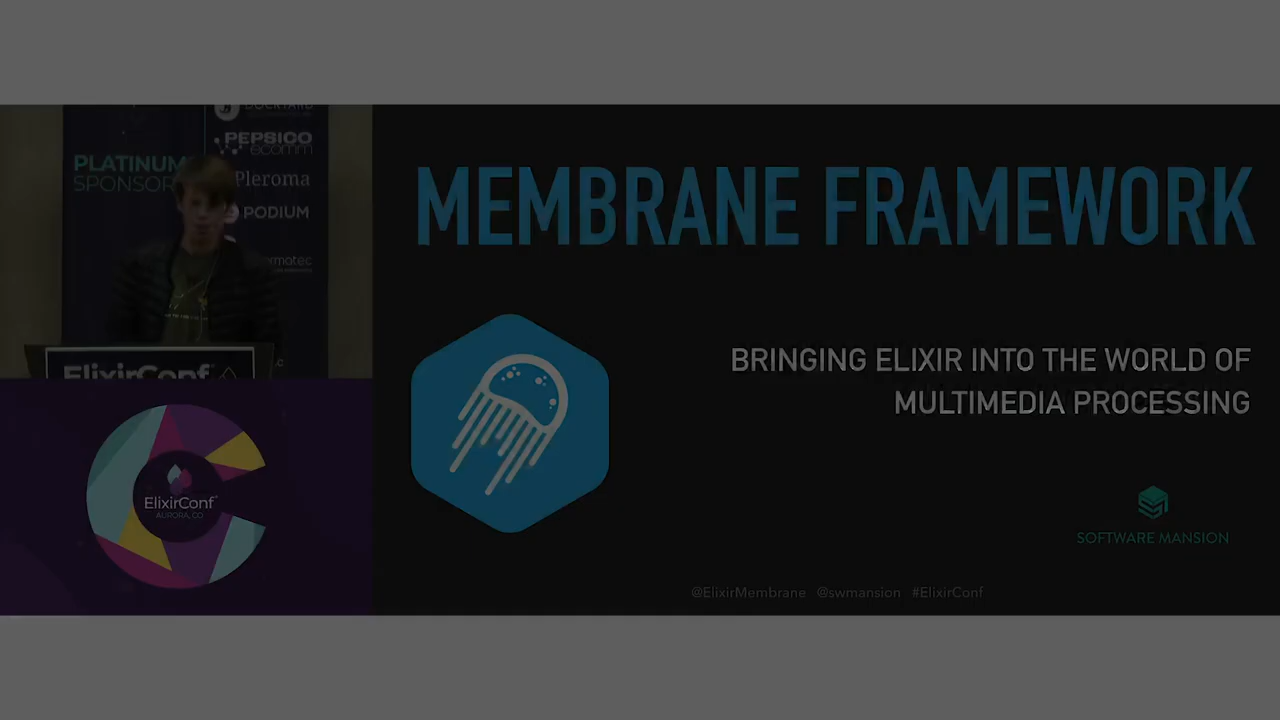 PLATINUM
SPONSOR
PEPSICO
ecomm
Pleroma
PODIUM
ElixirConf
ElixirConf
AURORA, CO
MEMBRANE FRAMEWORK
BRINGING ELIXIR INTO THE WORLD OF
MULTIMEDIA PROCESSING
SOFTWARE MANSION
@ElixirMembrane @swmansion #ElixirConf